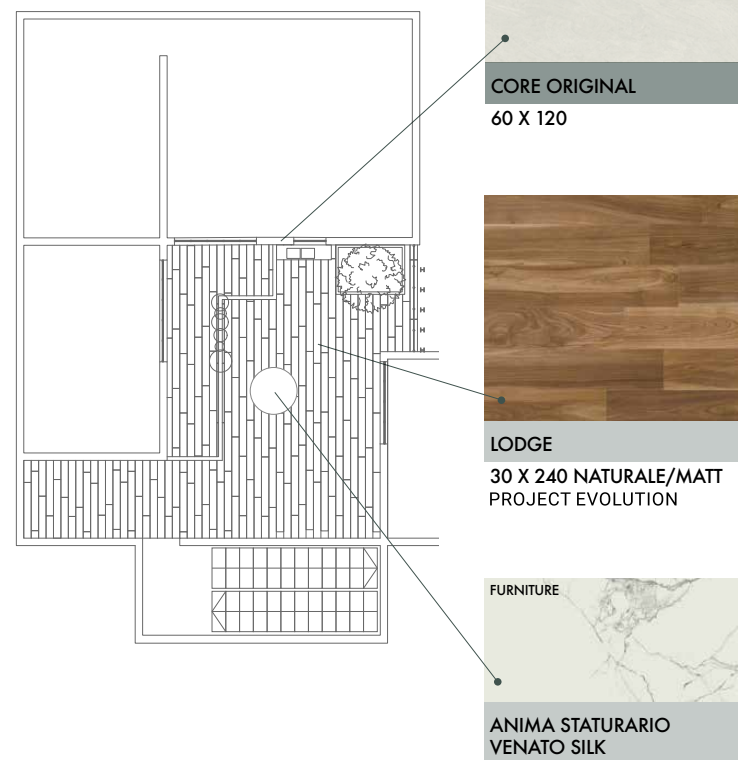 CORE ORIGINAL
60 X 120
LODGE
30 X 240 NATURALE/MATT
PROJECT EVOLUTION
FURNITURE
ANIMA STATURARIO
VENATO SILK